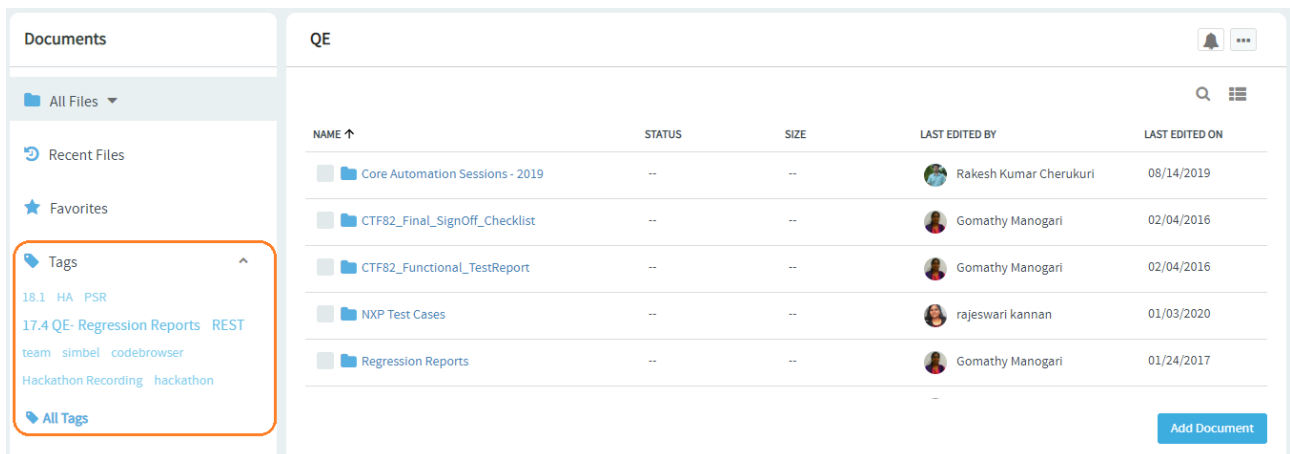 Documents
All Files
Recent Files
Favorites
Tags
18.1 HA PSR
17.4 QE- Regression Reports REST
team simbel codebrowser
Hackathon Recording hackathon
All Tags
QE
NAME STATUS SIZE LAST EDITED BY LAST EDITED ON
Core Automation Sessions - 2019 -- -- Rakesh Kumar Cherukuri 08/14/2019
CTF82_Final_SignOff_Checklist -- -- Gomathy Manogari 02/04/2016
CTF82_Functional_TestReport -- -- Gomathy Manogari 02/04/2016
NXP Test Cases -- -- rajeswari kannan 01/03/2020
Regression Reports -- -- Gomathy Manogari 01/24/2017
Add Document